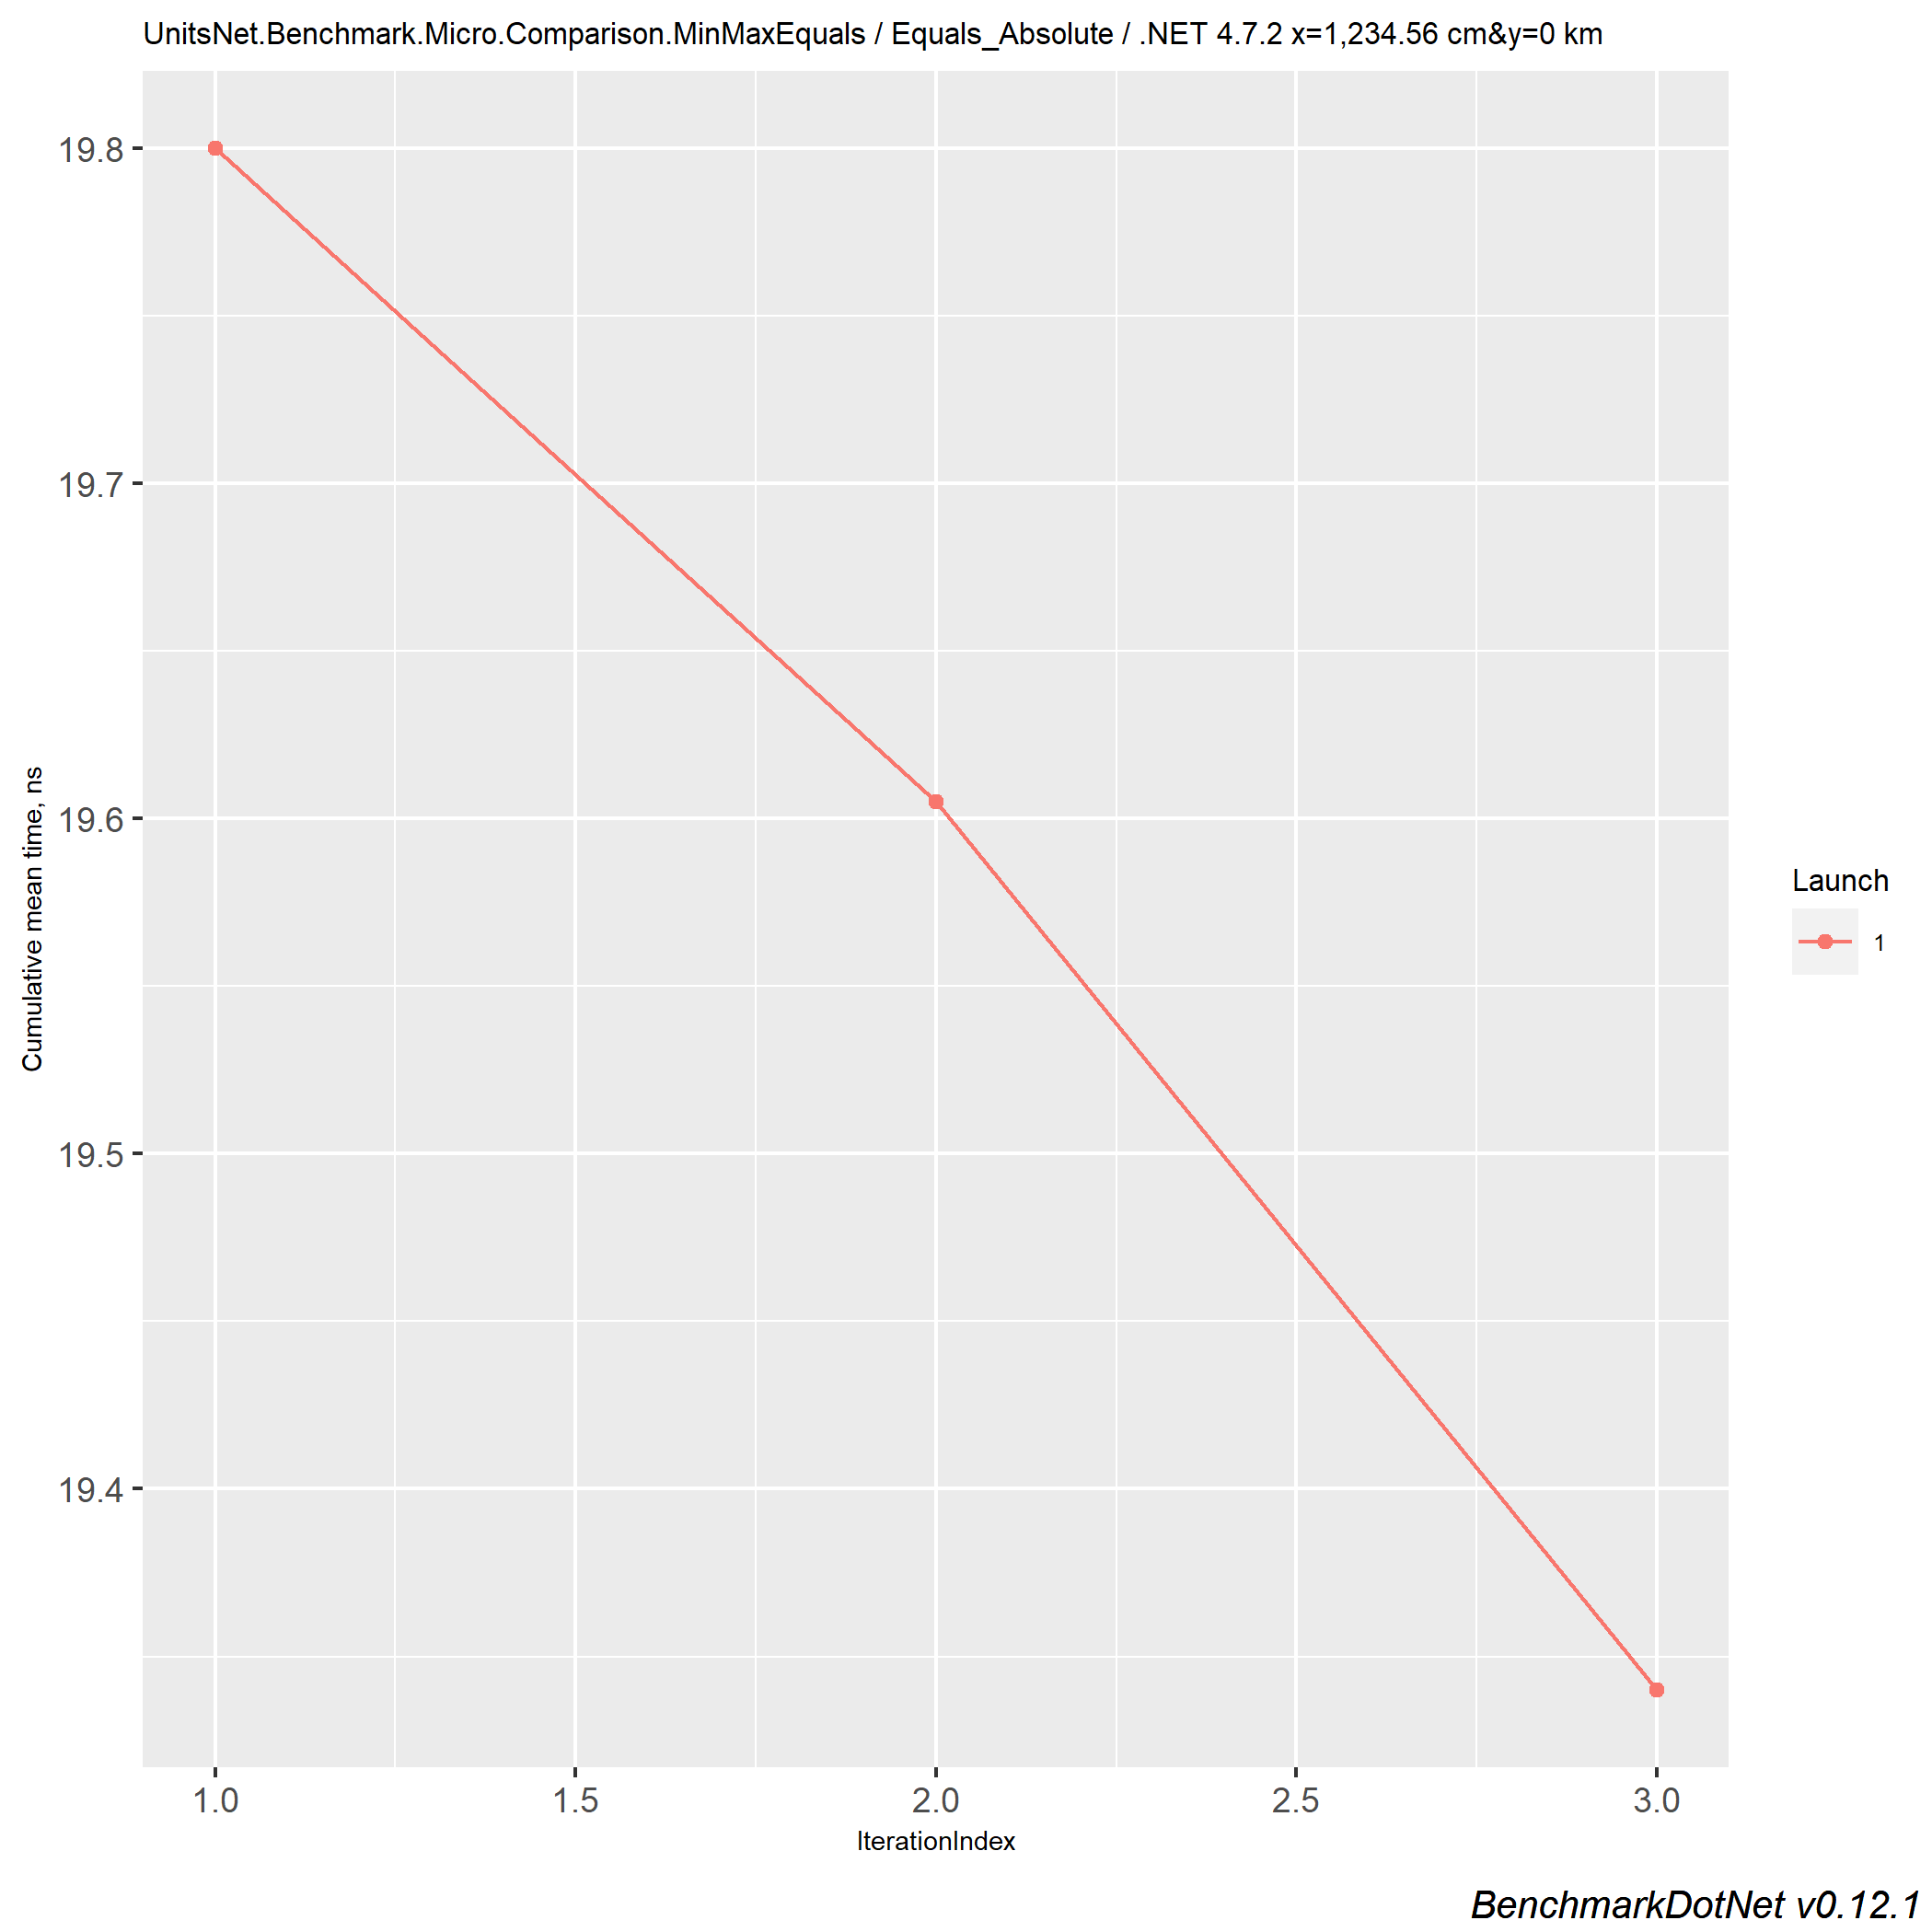 UnitsNet.Benchmark.Micro.Comparison.MinMaxEquals / Equals_Absolute / .NET 4.7.2 x=1,234.56 cm&y=0 km
19.8
19.7
19.6
19.5
19.4
Cumulative mean time, ns
1.0 1.5 2.0 2.5 3.0
IterationIndex
Launch
1
BenchmarkDotNet v0.12.1